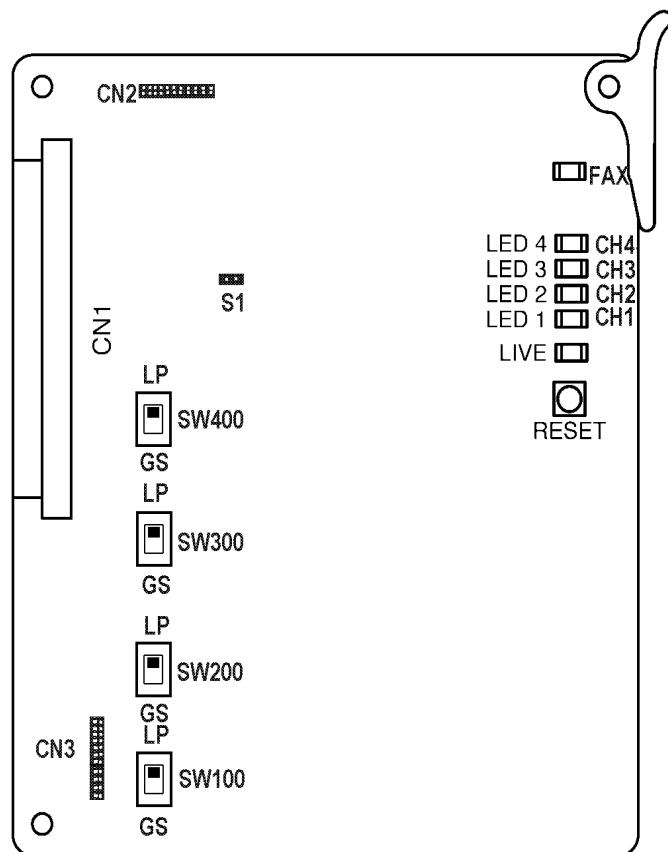 CN2
FAX
LED 4 CH4
LED 3 CH3
LED 2 CH2
LED 1 CH1
S1
CN1
LIVE
LP
SW400
GS
RESET
LP
SW300
GS
LP
SW200
GS
LP
CN3
SW100
GS